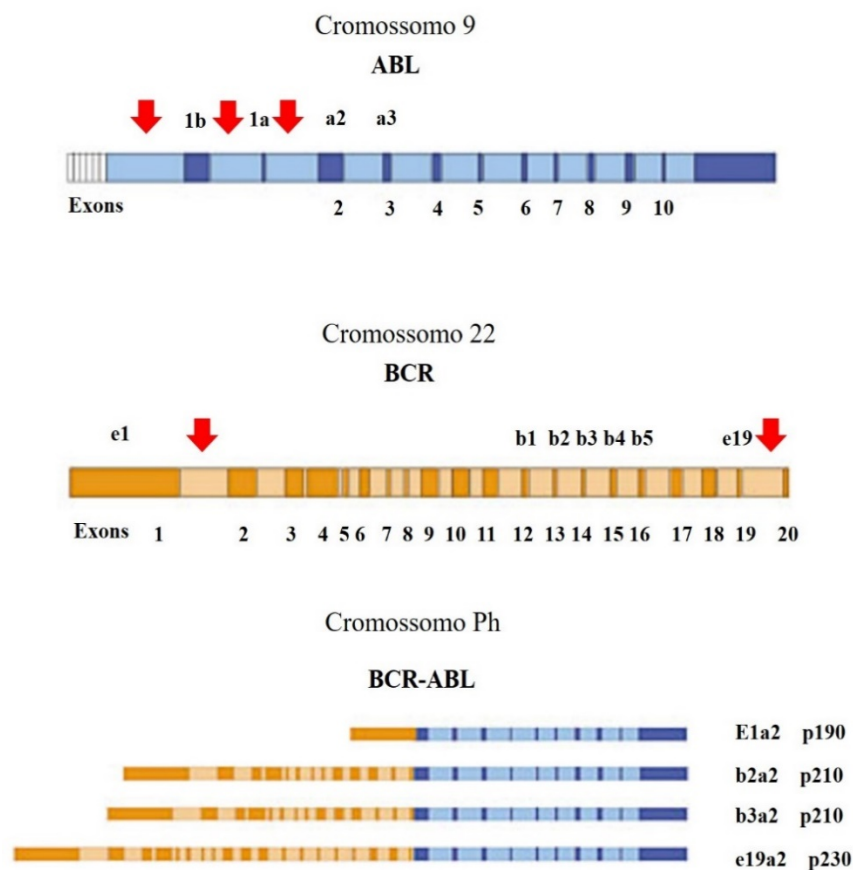 Cromossomo 9
ABL
1b 1a a2 a3
Exons 2 3 4 5 6 7 8 9 10
Cromossomo 22
BCR
e1 b1 b2 b3 b4 b5 e19
Exons 1 2 3 4 5 6 7 8 9 10 11 12 13 14 15 16 17 18 19 20
Cromossomo Ph
BCR-ABL
E1a2 p190
b2a2 p210
b3a2 p210
e19a2 p230